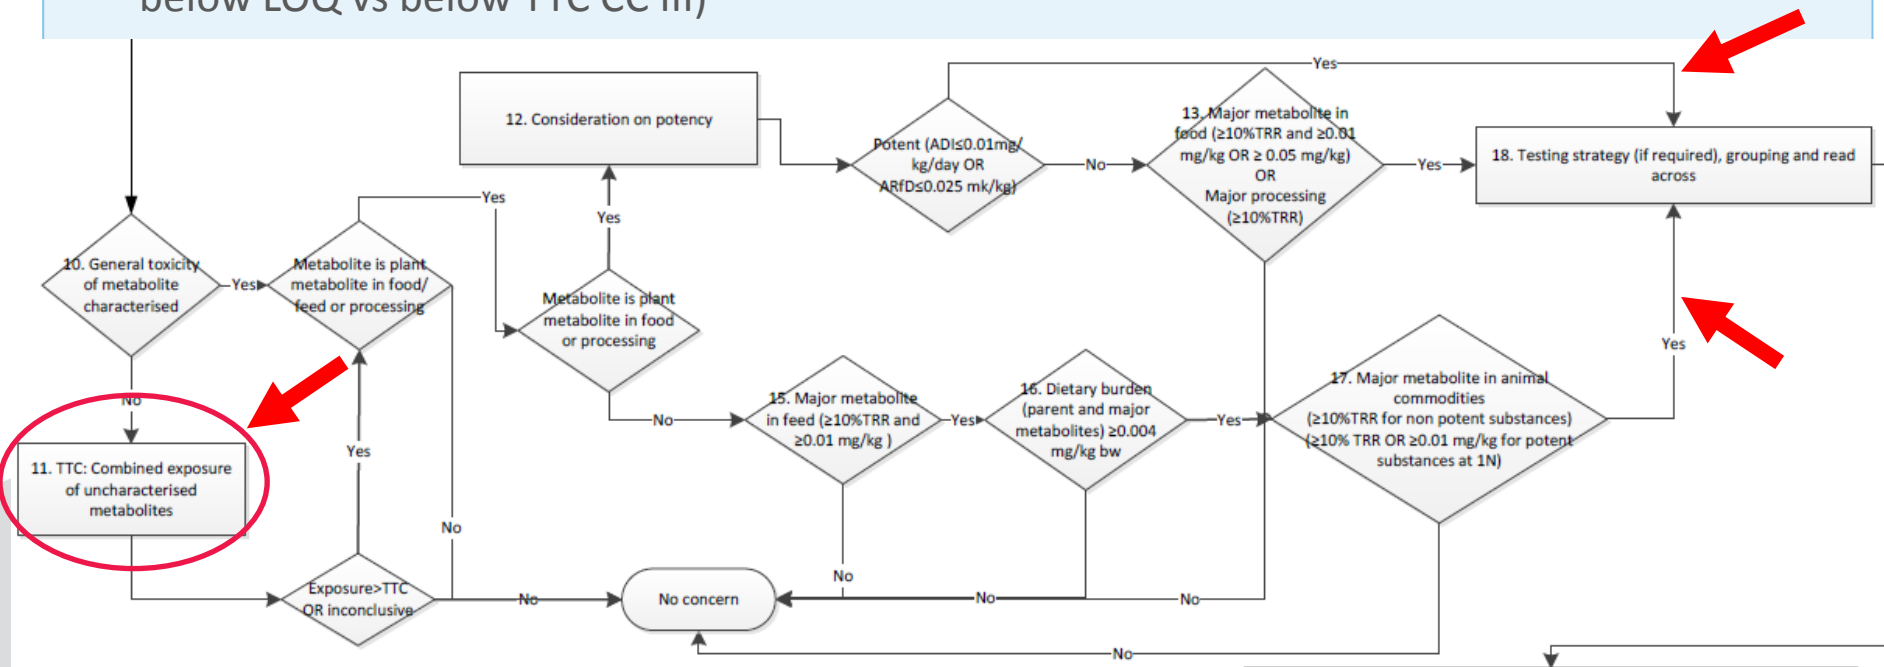 below LOQ vs below TTC CC III)
Yes
12. Consideration on potency
Potent (ADI≤0.01mg/
kg/day OR
ARfD≤0.025 mk/kg)
No
13. Major metabolite in
food (≥10%TRR and ≥0.01
mg/kg OR ≥ 0.05 mg/kg)
OR
Major processing
(≥10%TRR)
Yes
18. Testing strategy (if required), grouping and read
across
10. General toxicity
of metabolite
characterised
Yes
Metabolite is plant
metabolite in food/
feed or processing
Yes
Yes
Metabolite is plant
metabolite in food
or processing
No
15. Major metabolite
in feed (≥10%TRR and
≥0.01 mg/kg )
Yes
16. Dietary burden
(parent and major
metabolites) ≥0.004
mg/kg bw
Yes
17. Major metabolite in animal
commodities
(≥10%TRR for non potent substances)
(≥10% TRR OR ≥0.01 mg/kg for potent
substances at 1N)
Yes
No
11. TTC: Combined exposure
of uncharacterised
metabolites
Yes
No
Exposure>TTC
OR inconclusive
No
No concern
No
No
No
No